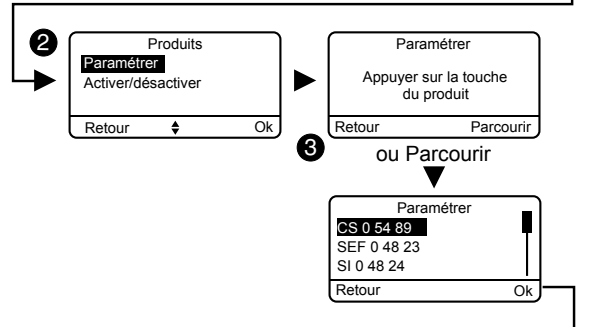 2
Produits
Paramétrer
Activer/désactiver
Retour Ok
Paramétrer
Appuyer sur la touche
du produit
Retour Parcourir
3
ou Parcourir
Paramétrer
CS 0 54 89
SEF 0 48 23
SI 0 48 24
Retour Ok